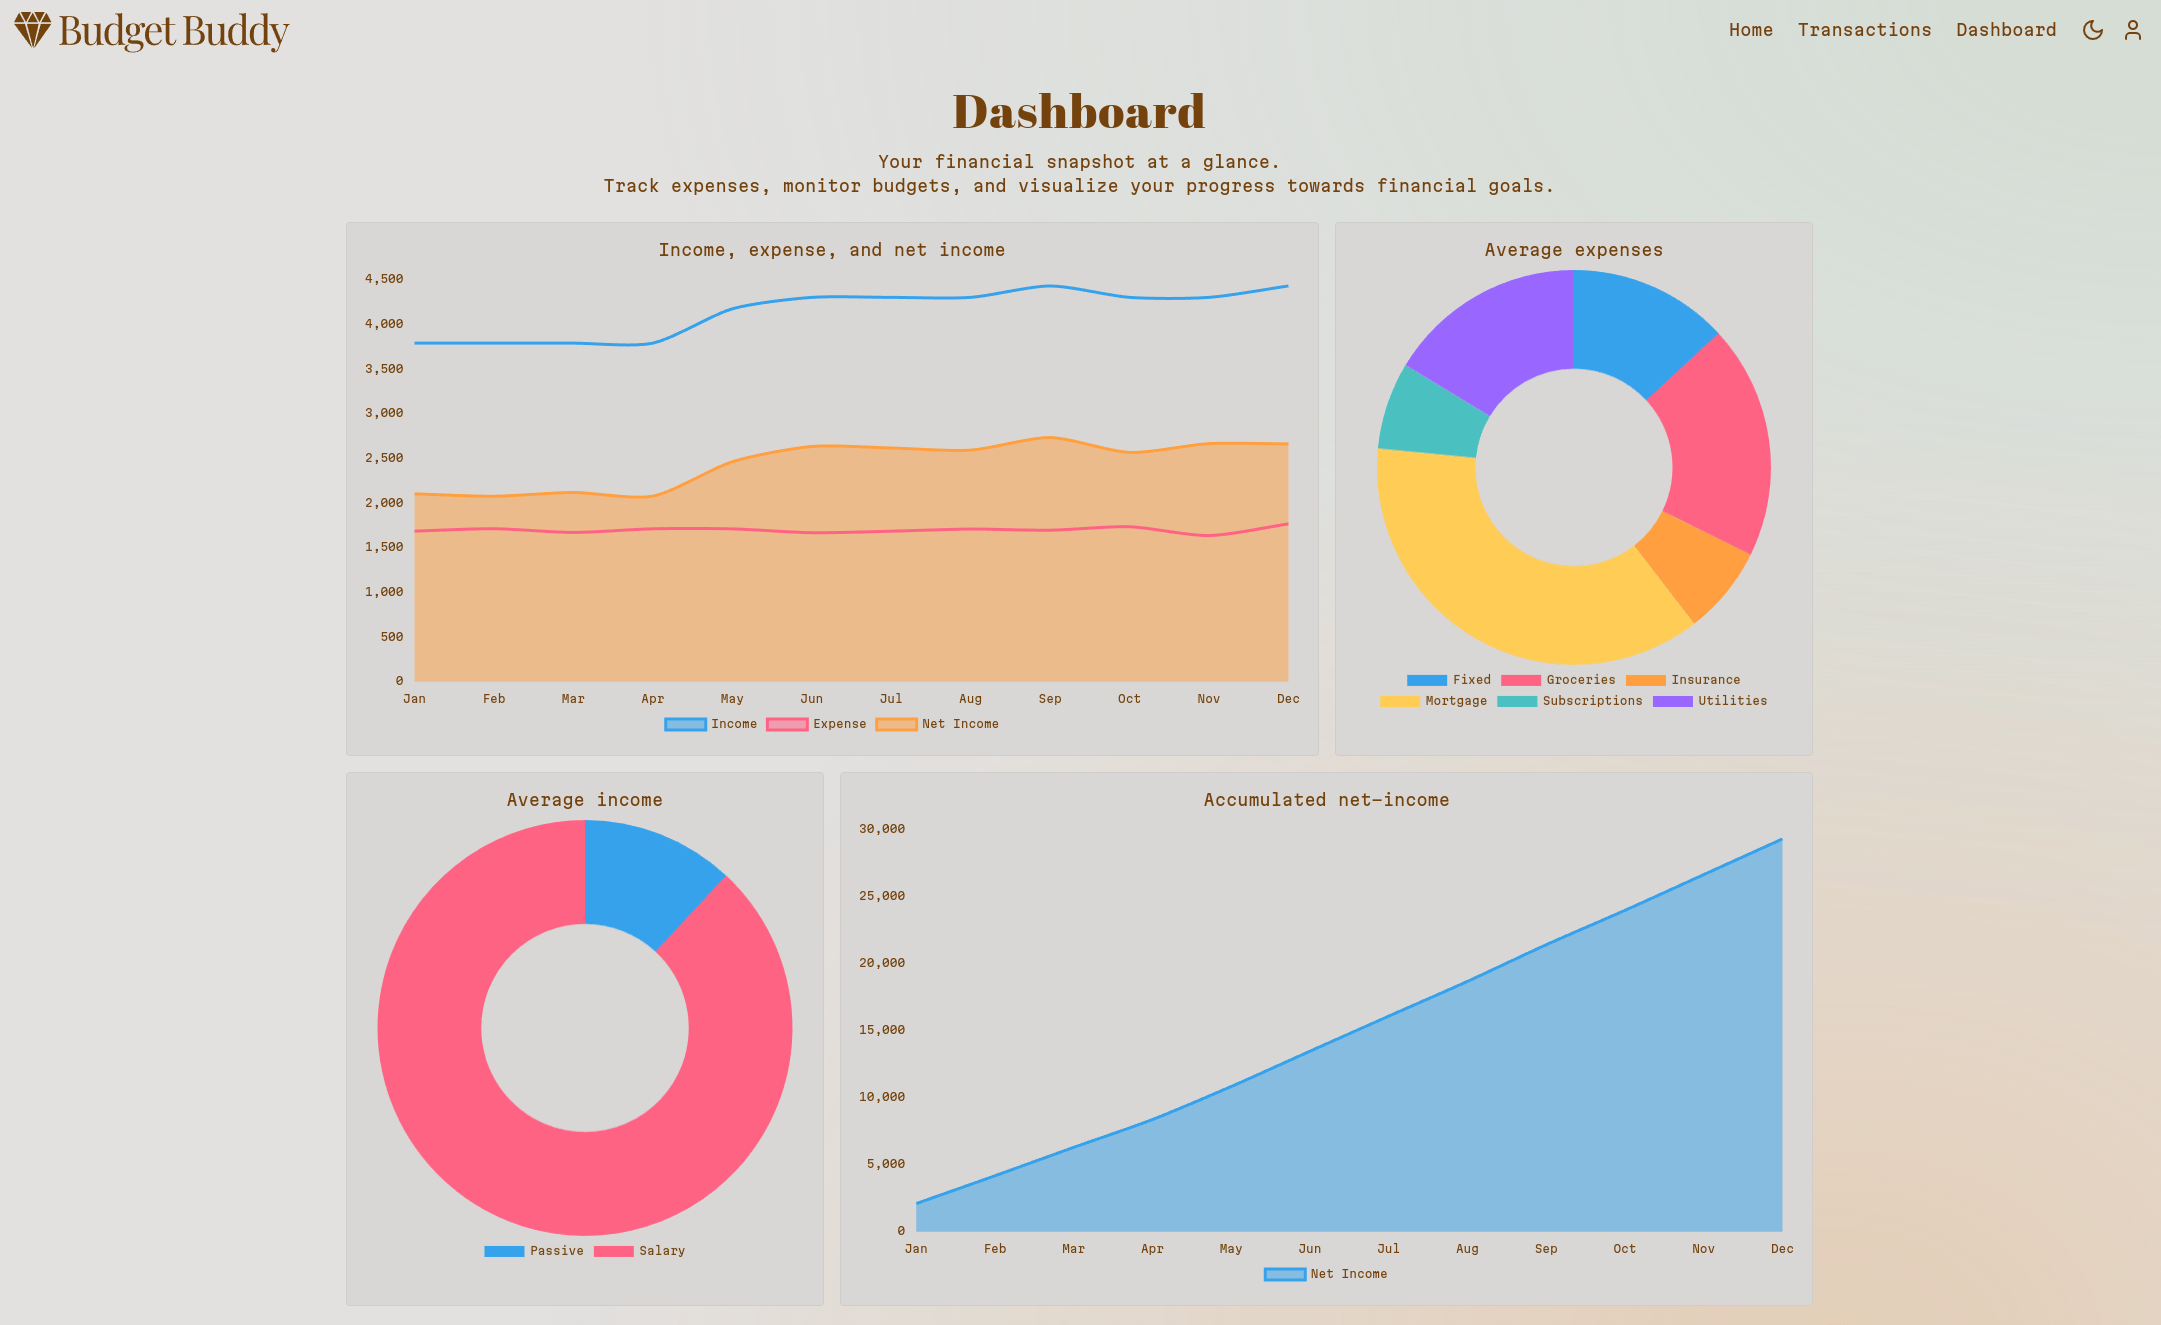 Budget Buddy
Home Transactions Dashboard
Dashboard
Your financial snapshot at a glance.
Track expenses, monitor budgets, and visualize your progress towards financial goals.
Income, expense, and net income
4,500
4,000
3,500
3,000
2,500
2,000
1,500
1,000
500
0
Jan Feb Mar Apr May Jun Jul Aug Sep Oct Nov Dec
Income Expense Net Income
Average expenses
Fixed Groceries Insurance
Mortgage Subscriptions Utilities
Average income
Passive Salary
Accumulated net-income
30,000
25,000
20,000
15,000
10,000
5,000
0
Jan Feb Mar Apr May Jun Jul Aug Sep Oct Nov Dec
Net Income